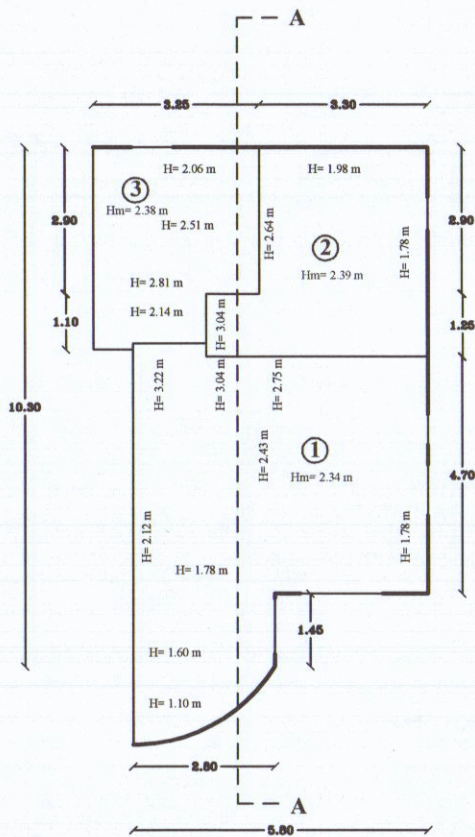 A
3.25
3.30
H= 2.06 m
H= 1.98 m
3
Hm= 2.38 m
H= 2.51 m
2.90
H= 2.64 m
2
Hm= 2.39 m
H= 1.78 m
2.90
H= 2.81 m
H= 2.14 m
1.10
H= 3.04 m
1.25
H= 3.22 m
H= 3.04 m
H= 2.75 m
10.30
H= 2.43 m
1
Hm= 2.34 m
4.70
H= 2.12 m
H= 1.78 m
H= 1.78 m
1.45
H= 1.60 m
H= 1.10 m
2.80
A
5.80